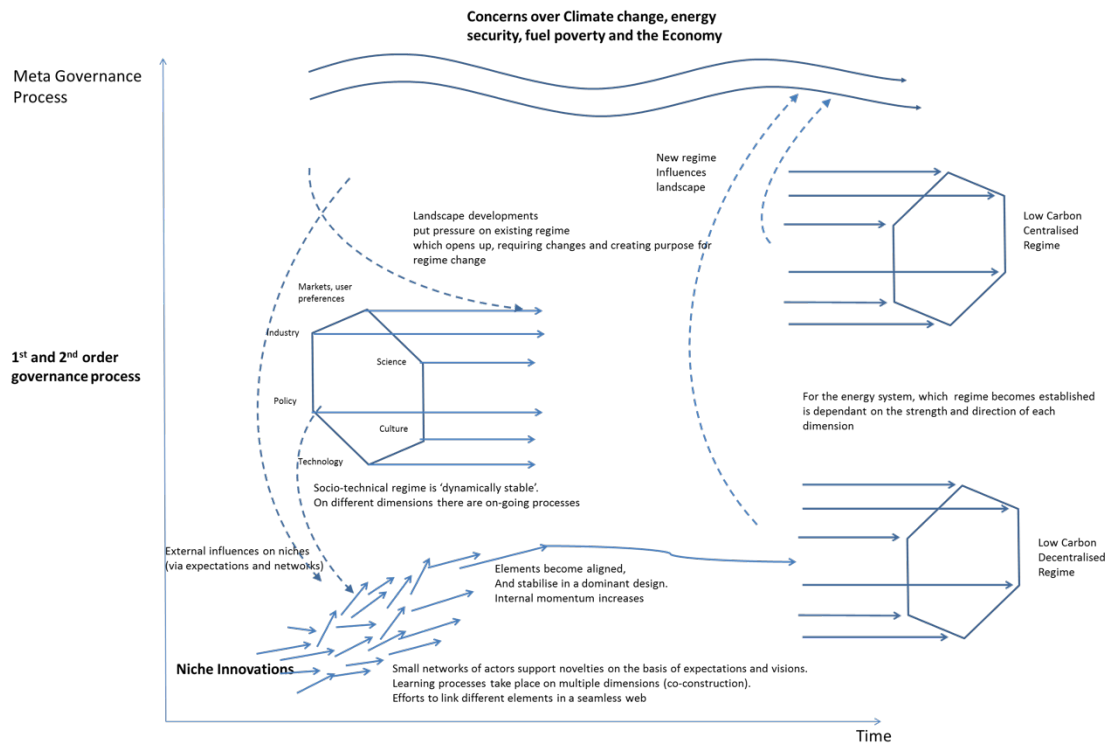 Concerns over Climate change, energy
security, fuel poverty and the Economy
Meta Governance
Process
New regime
Influences
landscape
Landscape developments
put pressure on existing regime
which opens up, requiring changes and creating purpose for
regime change
Low Carbon
Centralised
Regime
Markets, user
preferences
Industry
Science
1st and 2nd order
governance process
Policy
Culture
Technology
For the energy system, which regime becomes established
is dependant on the strength and direction of each
dimension
Socio-technical regime is ‘dynamically stable’.
On different dimensions there are on-going processes
External influences on niches
(via expectations and networks)
Elements become aligned,
And stabilise in a dominant design.
Internal momentum increases
Low Carbon
Decentralised
Regime
Niche Innovations
Small networks of actors support novelties on the basis of expectations and visions.
Learning processes take place on multiple dimensions (co-construction).
Efforts to link different elements in a seamless web
Time